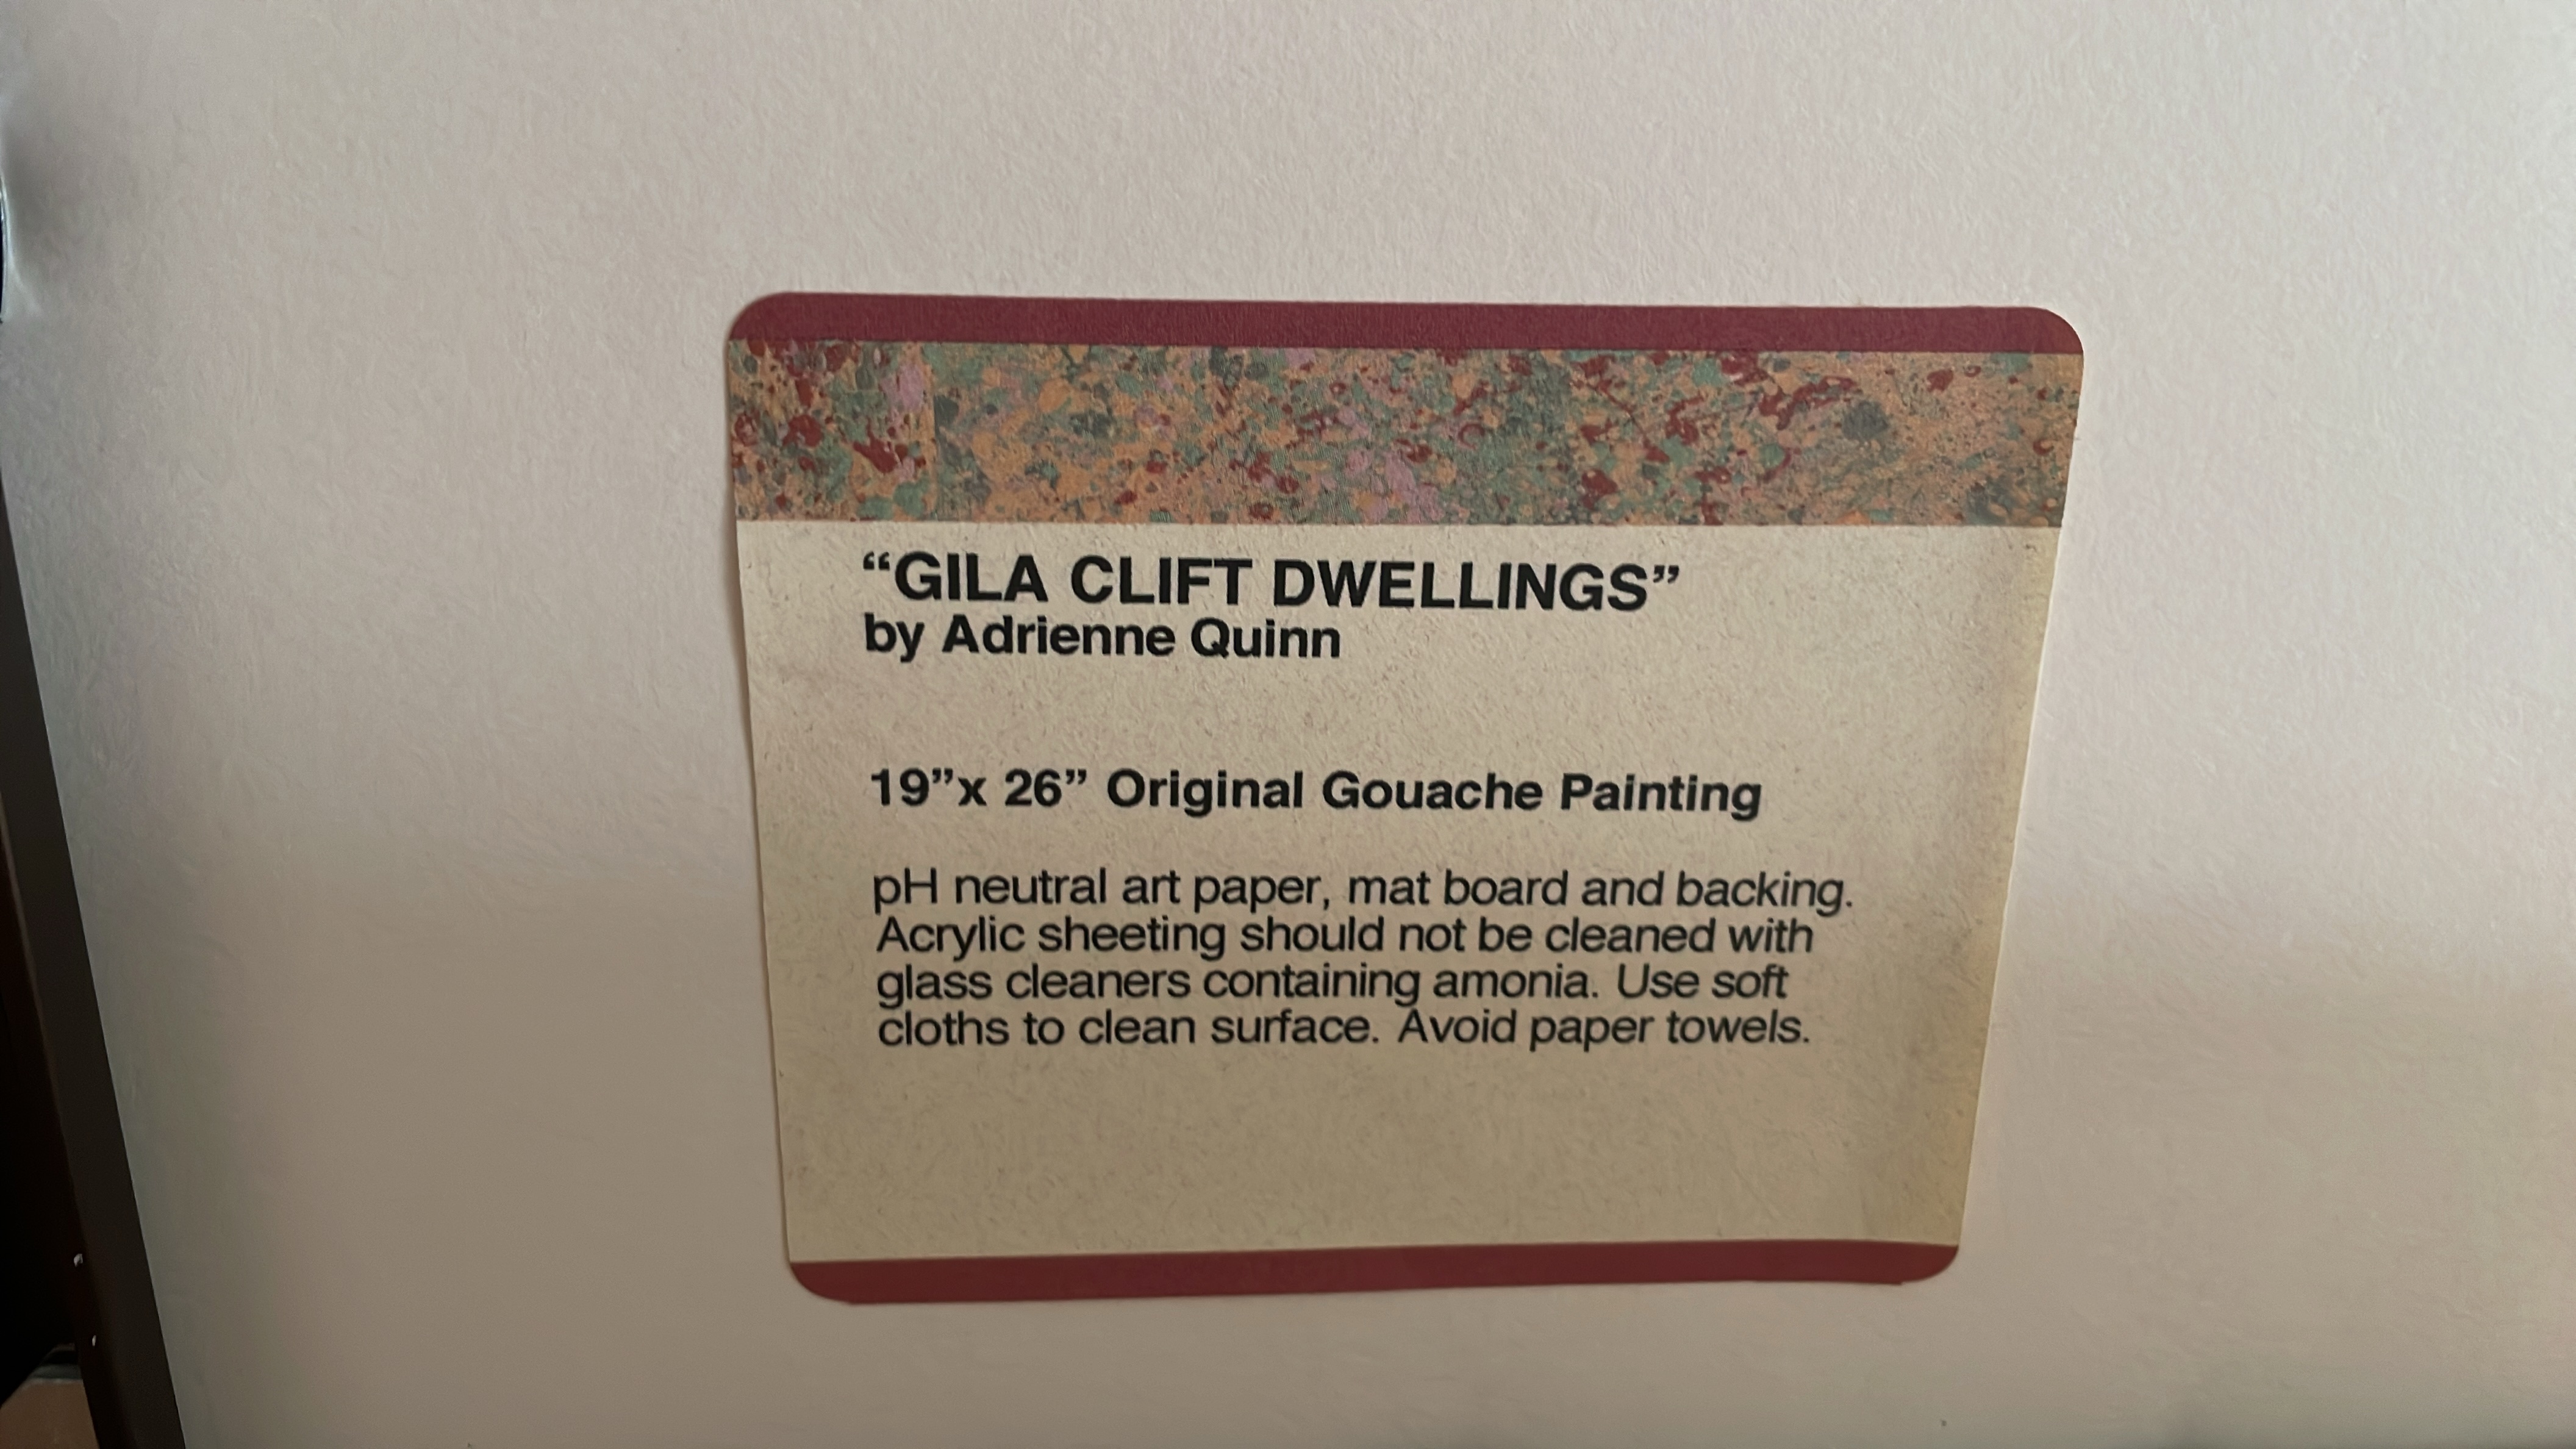 “GILA CLIFT DWELLINGS”
by Adrienne Quinn
19”x 26” Original Gouache Painting
pH neutral art paper, mat board and backing.
Acrylic sheeting should not be cleaned with
glass cleaners containing amonia. Use soft
cloths to clean surface. Avoid paper towels.